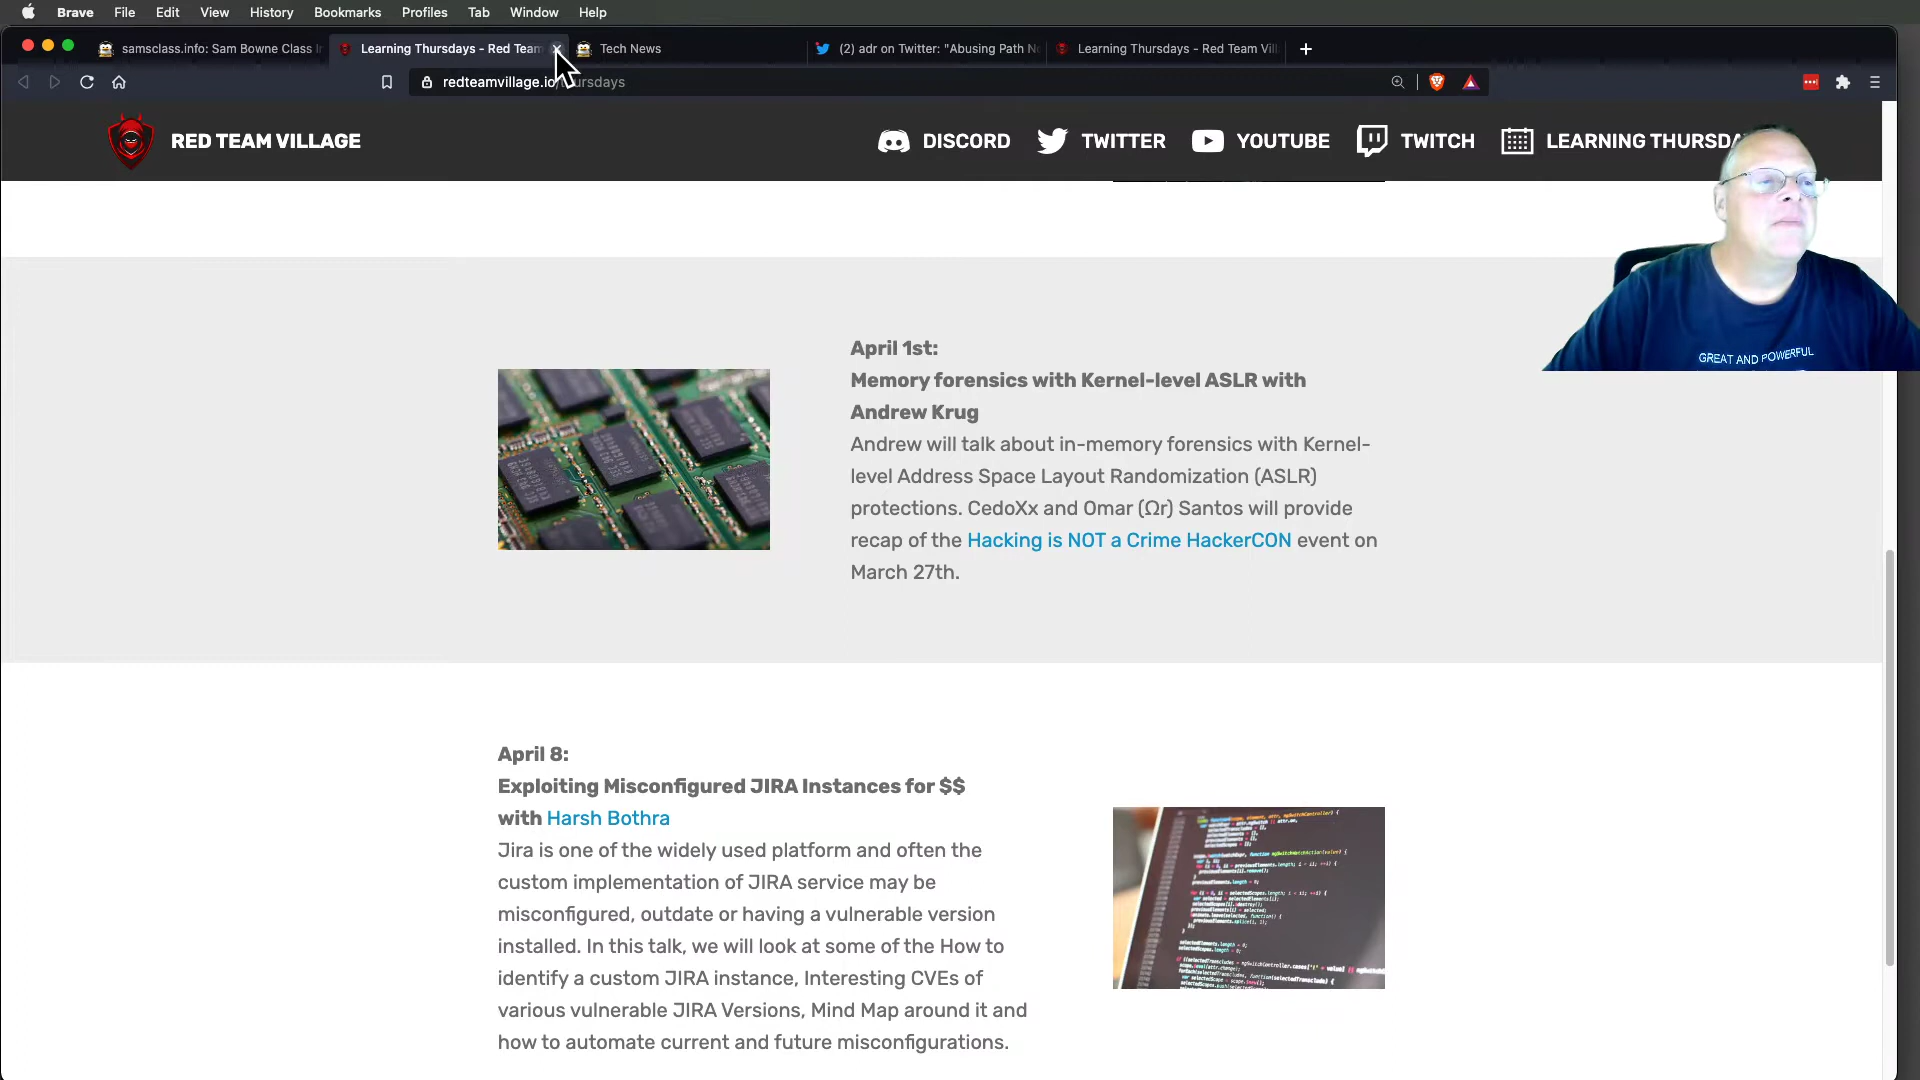 Brave File Edit View History Bookmarks Profiles Tab Window Help
samsclass.info: Sam Bowne Class I
Learning Thursdays - Red Team
Tech News
(2) adr on Twitter: "Abusing Path N
Learning Thursdays - Red Team Vil
redteamvillage.io
RED TEAM VILLAGE
DISCORD
TWITTER
YOUTUBE
TWITCH
LEARNING THURSDA
GREAT AND POWERFUL
April 1st:
Memory forensics with Kernel-level ASLR with
Andrew Krug
Andrew will talk about in-memory forensics with Kernel-
level Address Space Layout Randomization (ASLR)
protections. CedoXx and Omar (Ωr) Santos will provide
recap of the Hacking is NOT a Crime HackerCON event on
March 27th.
April 8:
Exploiting Misconfigured JIRA Instances for $$
with Harsh Bothra
Jira is one of the widely used platform and often the
custom implementation of JIRA service may be
misconfigured, outdate or having a vulnerable version
installed. In this talk, we will look at some of the How to
identify a custom JIRA instance, Interesting CVEs of
various vulnerable JIRA Versions, Mind Map around it and
how to automate current and future misconfigurations.